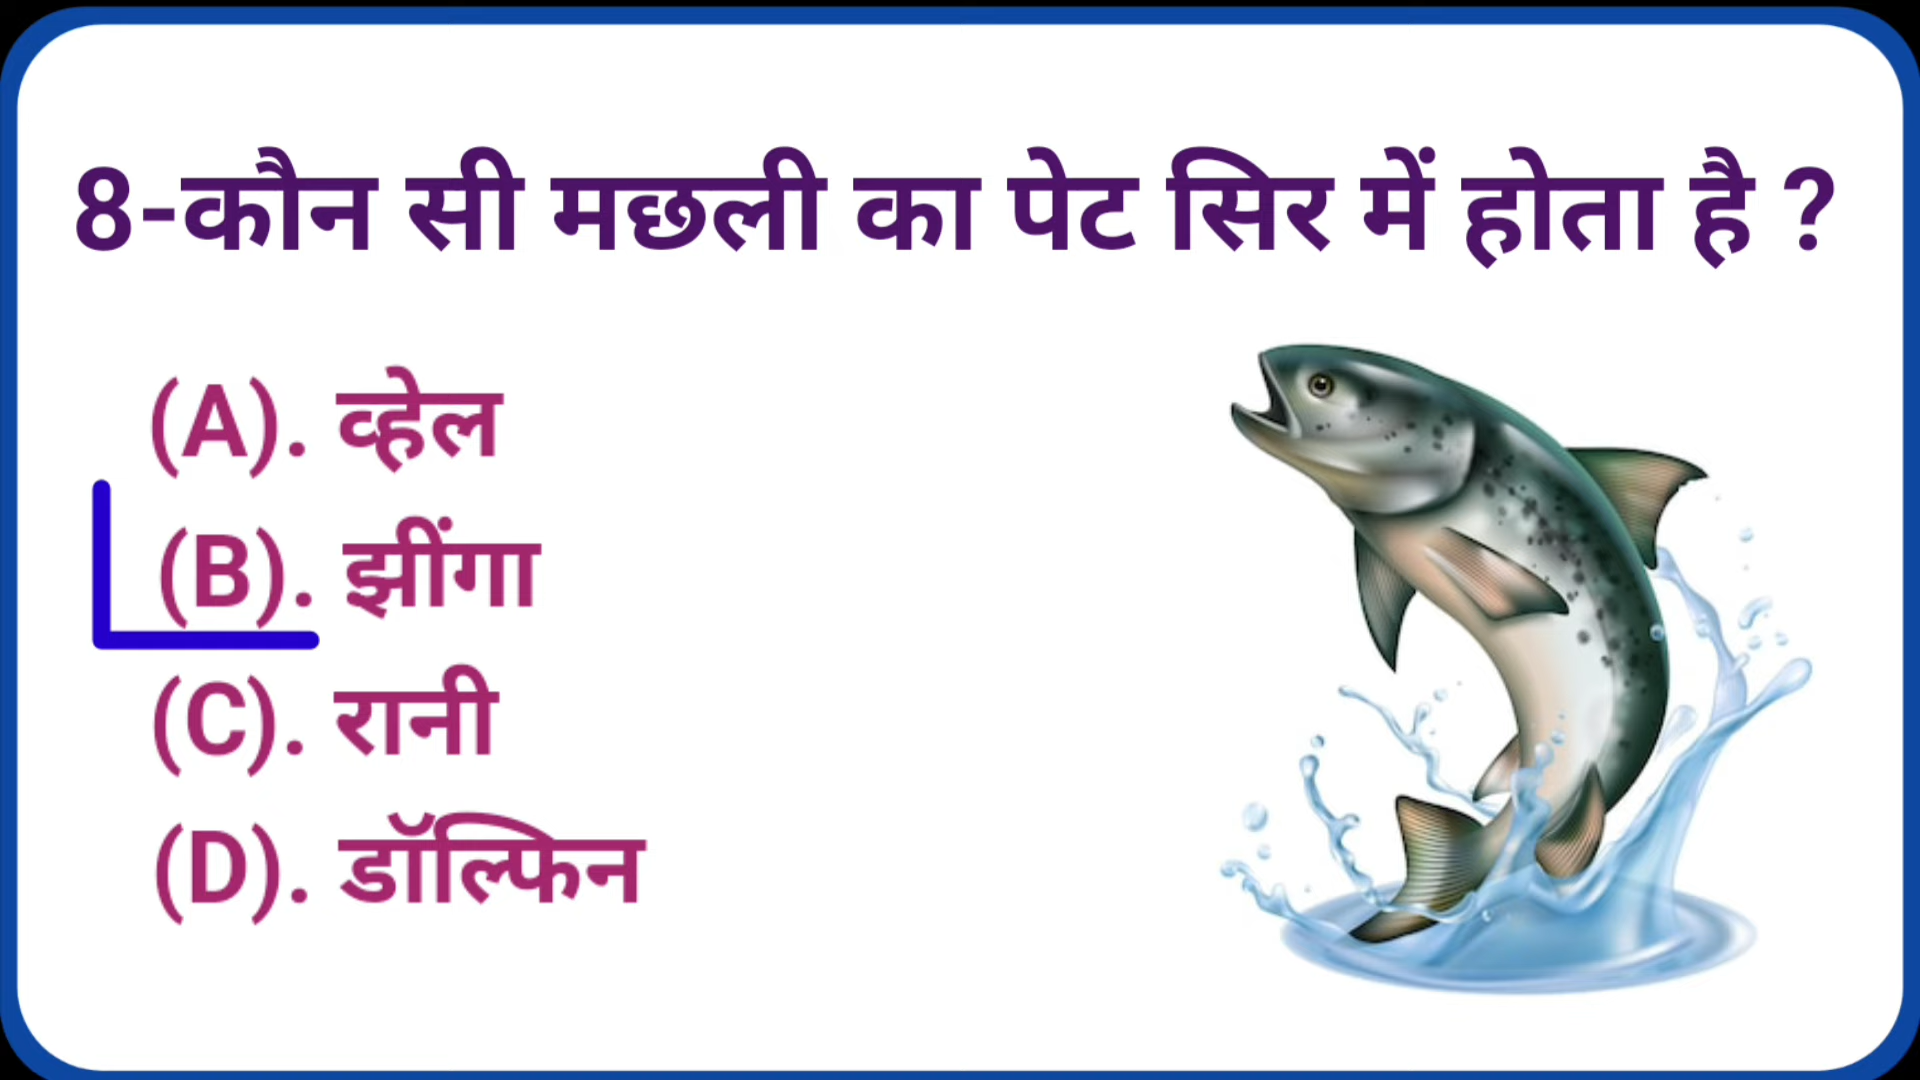 8-कौन सी मछली का पेट सिर में होता है ?
(A). व्हेल
(B). झींगा
(C). रानी
(D). डॉल्फिन